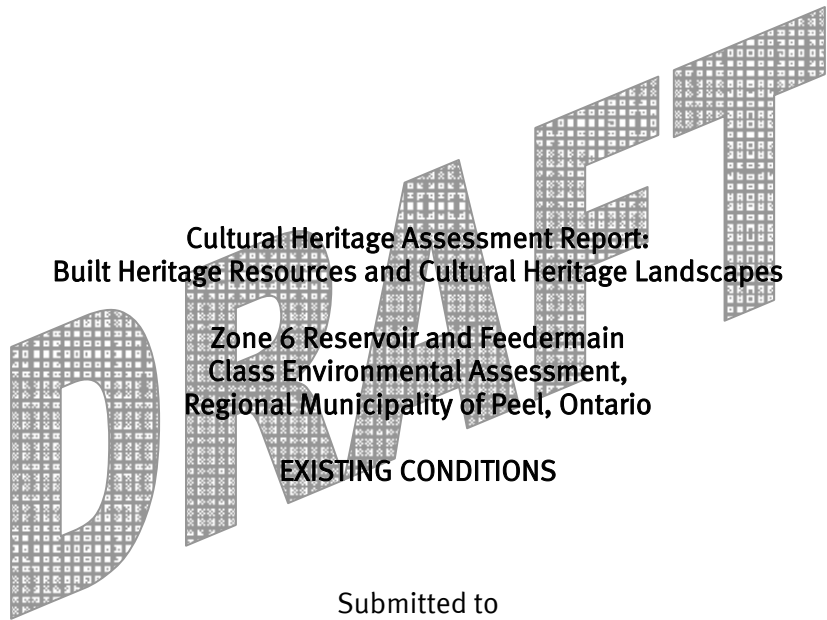 DRAFT
Cultural Heritage Assessment Report:
Built Heritage Resources and Cultural Heritage Landscapes
Zone 6 Reservoir and Feedermain
Class Environmental Assessment,
Regional Municipality of Peel, Ontario
EXISTING CONDITIONS
Submitted to